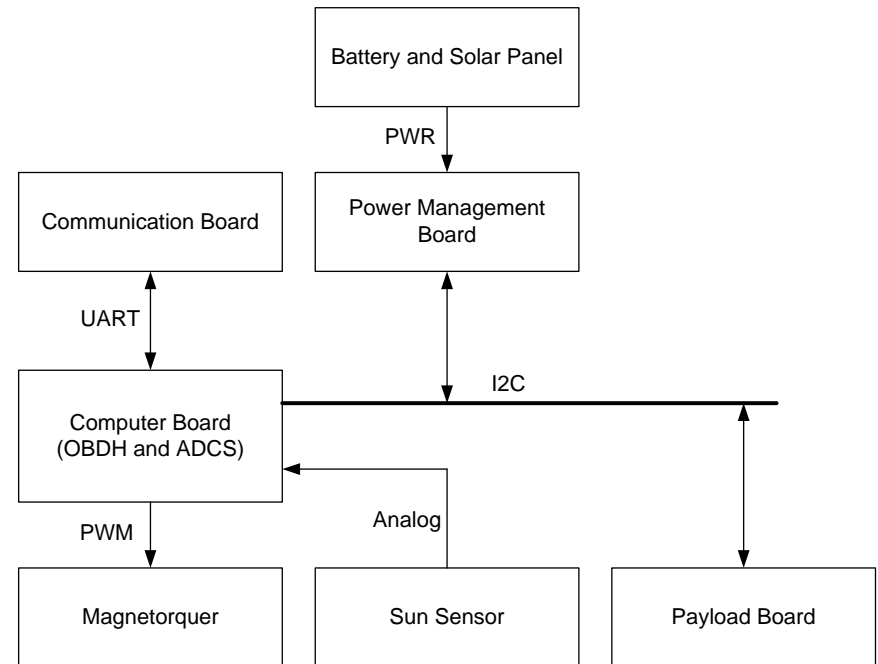 Battery and Solar Panel
PWR
Communication Board
Power Management
Board
UART
I2C
Computer Board
(OBDH and ADCS)
Analog
PWM
Magnetorquer
Sun Sensor
Payload Board